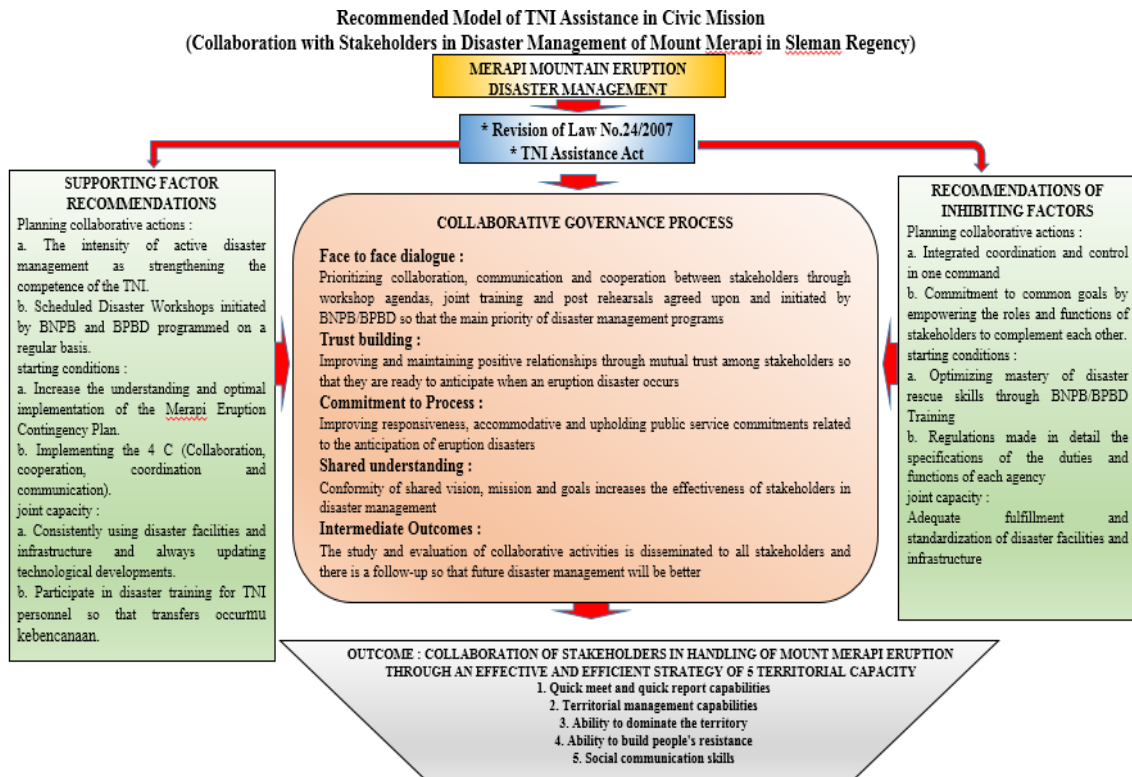 Recommended Model of TNI Assistance in Civic Mission
(Collaboration with Stakeholders in Disaster Management of Mount Merapi in Sleman Regency)
MERAPI MOUNTAIN ERUPTION
DISASTER MANAGEMENT
* Revision of Law No.24/2007
* TNI Assistance Act
SUPPORTING FACTOR
RECOMMENDATIONS
Planning collaborative actions :
a. The intensity of active disaster
management as strengthening the
competence of the TNI.
b. Scheduled Disaster Workshops initiated
by BNPB and BPBD programmed on a
regular basis.
starting conditions :
a. Increase the understanding and optimal
implementation of the Merapi Eruption
Contingency Plan.
b. Implementing the 4 C (Collaboration,
cooperation, coordination and
communication).
joint capacity :
a. Consistently using disaster facilities and
infrastructure and always updating
technological developments.
b. Participate in disaster training for TNI
personnel so that transfers occurmu
kebencanaan.
COLLABORATIVE GOVERNANCE PROCESS
Face to face dialogue :
Prioritizing collaboration, communication and cooperation between stakeholders through
workshop agendas, joint training and post rehearsals agreed upon and initiated by
BNPB/BPBD so that the main priority of disaster management programs
Trust building :
Improving and maintaining positive relationships through mutual trust among stakeholders so
that they are ready to anticipate when an eruption disaster occurs
Commitment to Process :
Improving responsiveness, accommodative and upholding public service commitments related
to the anticipation of eruption disasters
Shared understanding :
Conformity of shared vision, mission and goals increases the effectiveness of stakeholders in
disaster management
Intermediate Outcomes :
The study and evaluation of collaborative activities is disseminated to all stakeholders and
there is a follow-up so that future disaster management will be better
RECOMMENDATIONS OF
INHIBITING FACTORS
Planning collaborative actions :
a. Integrated coordination and control
in one command
b. Commitment to common goals by
empowering the roles and functions of
stakeholders to complement each other.
starting conditions :
a. Optimizing mastery of disaster
rescue skills through BNPB/BPBD
Training
b. Regulations made in detail the
specifications of the duties and
functions of each agency
joint capacity :
Adequate fulfillment and
standardization of disaster facilities and
infrastructure
OUTCOME : COLLABORATION OF STAKEHOLDERS IN HANDLING OF MOUNT MERAPI ERUPTION
THROUGH AN EFFECTIVE AND EFFICIENT STRATEGY OF 5 TERRITORIAL CAPACITY
1. Quick meet and quick report capabilities
2. Territorial management capabilities
3. Ability to dominate the territory
4. Ability to build people's resistance
5. Social communication skills